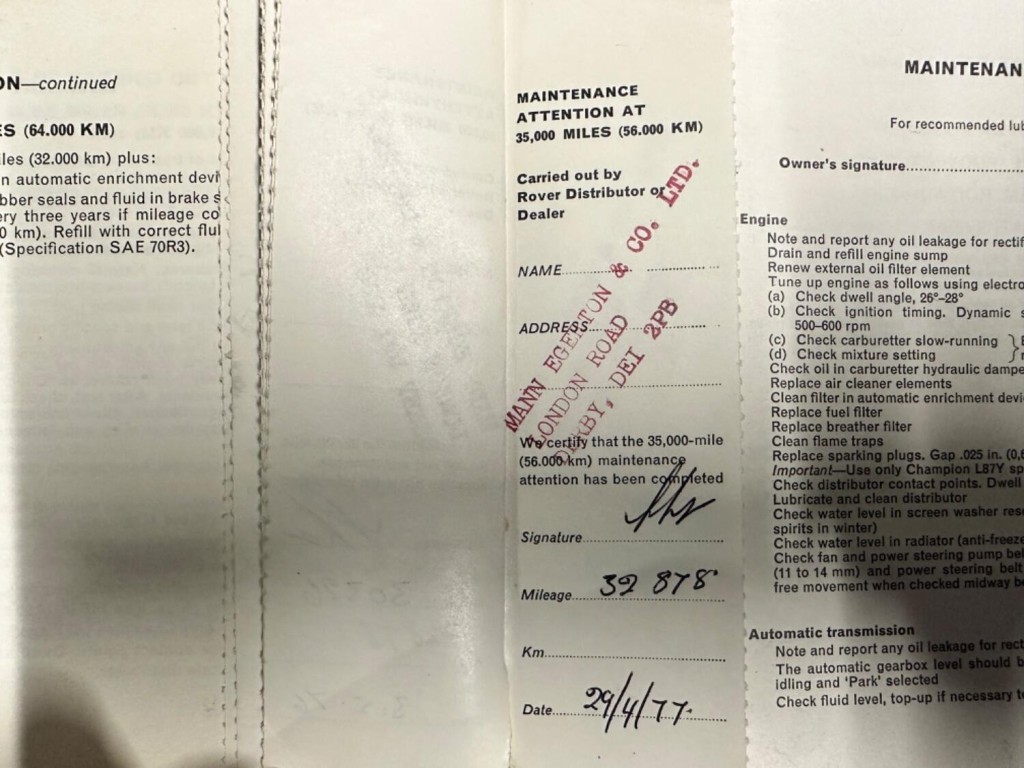 ON—continued
ES (64.000 KM)
iles (32.000 km) plus:
n automatic enrichment devi
bber seals and fluid in brake s
ery three years if mileage co
0 km). Refill with correct flui
(Specification SAE 70R3).
MAINTENANCE
ATTENTION AT
35,000 MILES (56.000 KM)
Carried out by
Rover Distributor or
Dealer
NAME
ADDRESS
MANN EGERTON & CO. LTD.
LONDON ROAD
DERBY, DE1 2PB
We certify that the 35,000-mile
(56.000 km) maintenance
attention has been completed
Signature
Mileage 32 878
Km
Date 29/4/77
MAINTENAN
For recommended lub
Owner's signature
Engine
Note and report any oil leakage for rectif
Drain and refill engine sump
Renew external oil filter element
Tune up engine as follows using electro
(a) Check dwell angle, 26°–28°
(b) Check ignition timing. Dynamic s
500–600 rpm
(c) Check carburetter slow-running
(d) Check mixture setting
Check oil in carburetter hydraulic dampe
Replace air cleaner elements
Clean filter in automatic enrichment devi
Replace fuel filter
Replace breather filter
Clean flame traps
Replace sparking plugs. Gap .025 in. (0,6
Important—Use only Champion L87Y sp
Check distributor contact points. Dwell
Lubricate and clean distributor
Check water level in screen washer rese
spirits in winter)
Check water level in radiator (anti-freeze
Check fan and power steering pump bel
(11 to 14 mm) and power steering belt
free movement when checked midway be
Automatic transmission
Note and report any oil leakage for rect
The automatic gearbox level should b
idling and 'Park' selected
Check fluid level, top-up if necessary to